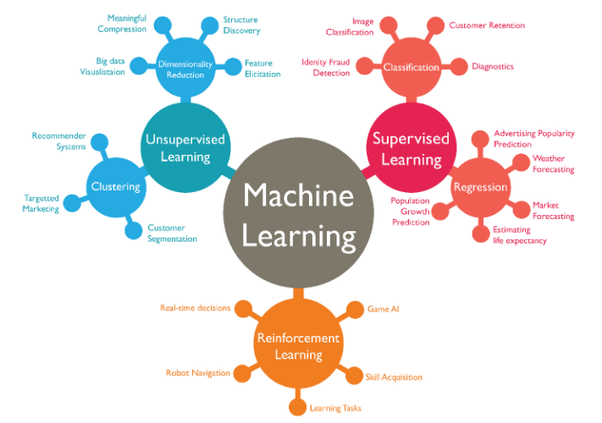 Meaningful
Compression
Structure
Discovery
Big data
Visualistaion
Dimensionality
Reduction
Feature
Elicitation
Unsupervised
Learning
Recommender
Systems
Clustering
Targetted
Marketing
Customer
Segmentation
Machine
Learning
Image
Classification
Customer Retention
Idenity Fraud
Detection
Classification
Diagnostics
Supervised
Learning
Advertising Popularity
Prediction
Weather
Forecasting
Regression
Population
Growth
Prediction
Market
Forecasting
Estimating
life expectancy
Real-time decisions
Game AI
Reinforcement
Learning
Robot Navigation
Skill Acquisition
Learning Tasks